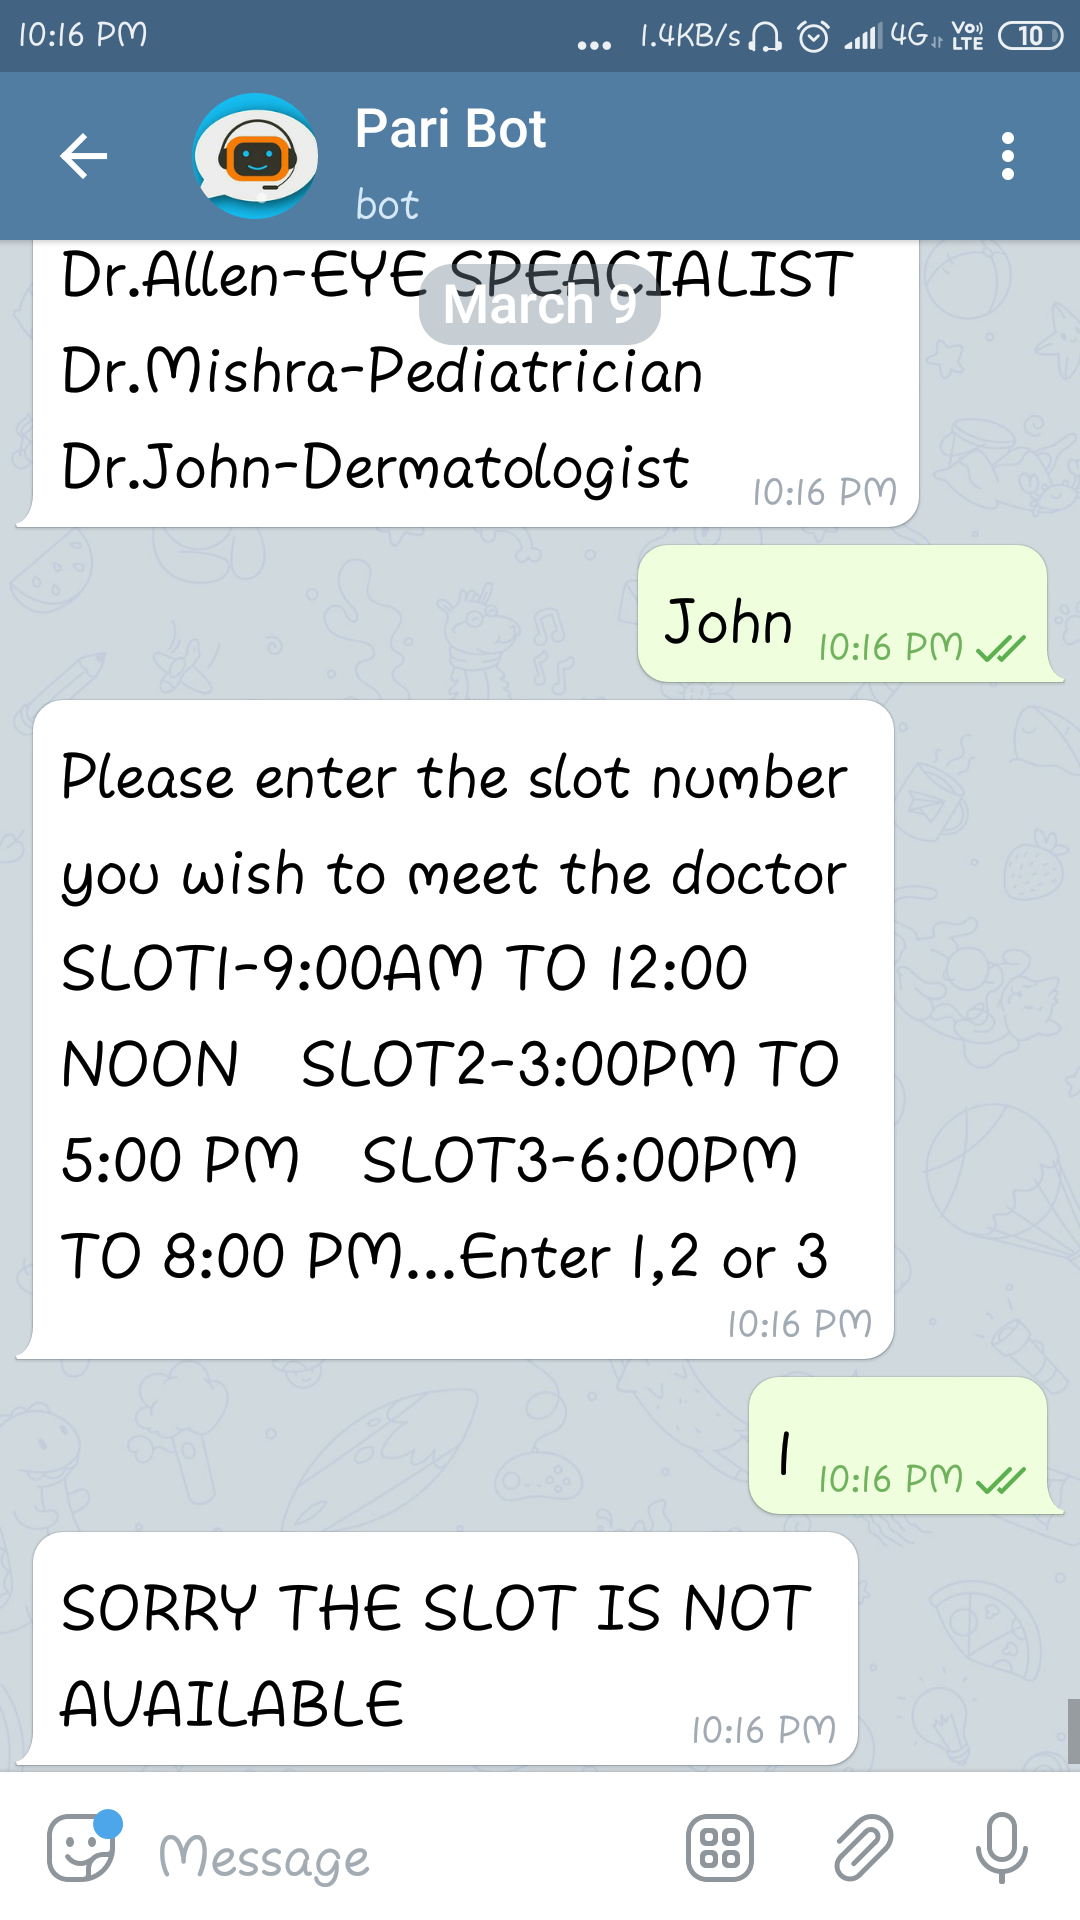 10:16 PM ... 1.4KB/s 4G Vo)) LTE 10
Pari Bot
bot
Dr.Allen-EYE SPEACIALIST
March 9
Dr.Mishra-Pediatrician
Dr.John-Dermatologist 10:16 PM
John 10:16 PM
Please enter the slot number
you wish to meet the doctor
SLOT1-9:00AM TO 12:00
NOON SLOT2-3:00PM TO
5:00 PM SLOT3-6:00PM
TO 8:00 PM...Enter 1,2 or 3
10:16 PM
1 10:16 PM
SORRY THE SLOT IS NOT
AVAILABLE 10:16 PM
Message